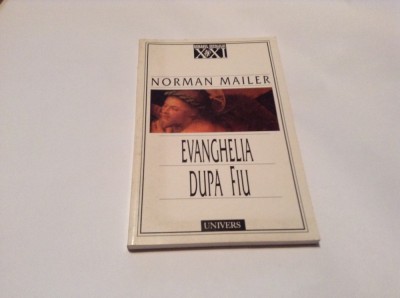 XXI
NORMAN MAILER
EVANGHELIA
DUPA FIU
UNIVERS